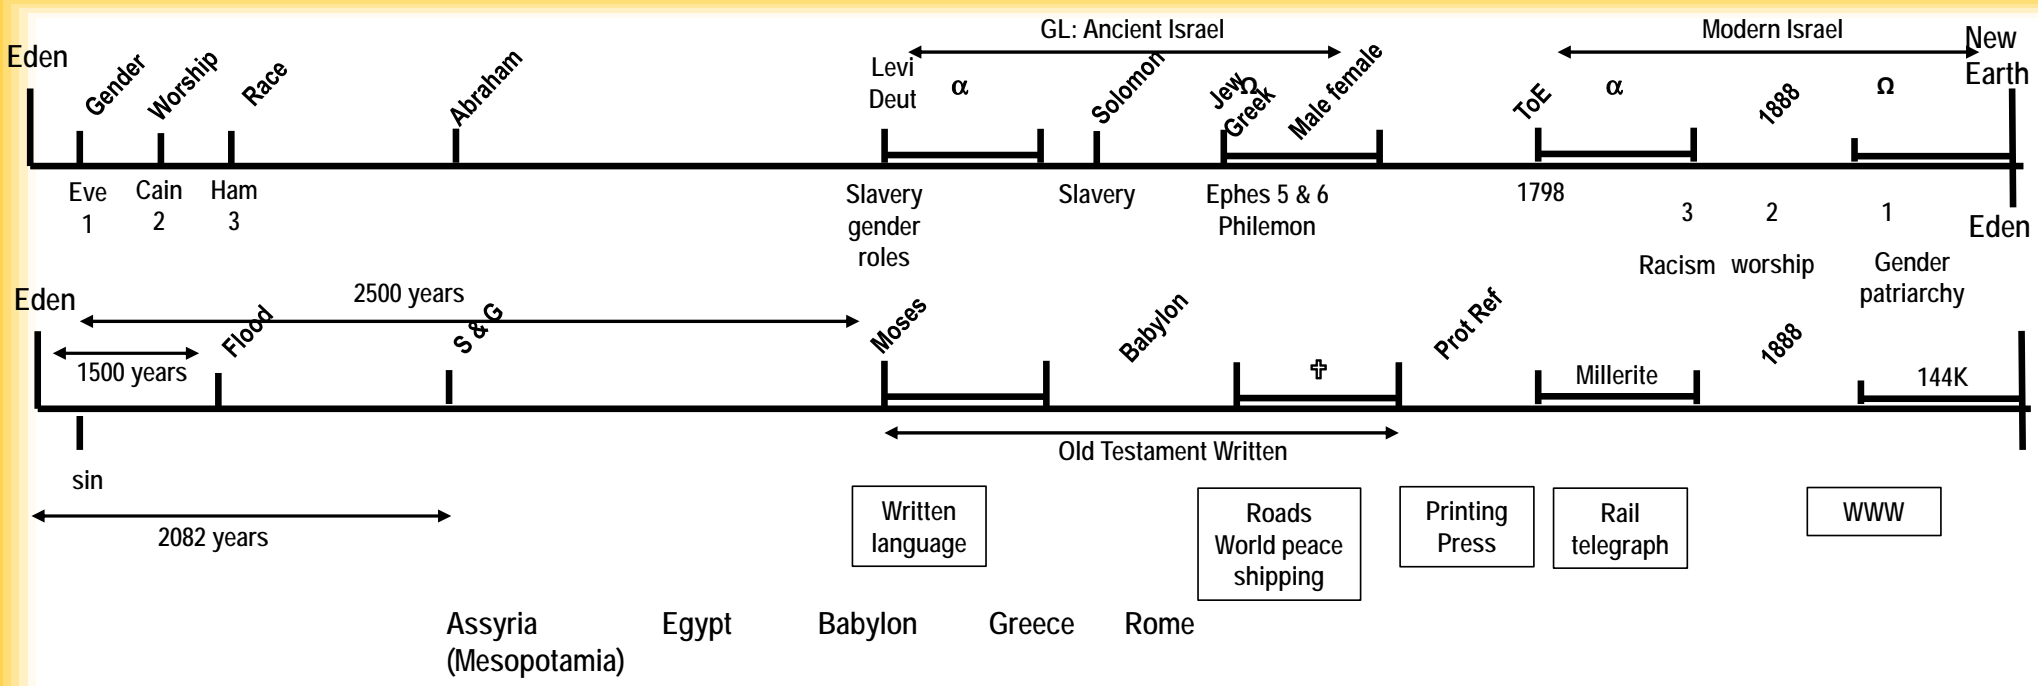 GL: Ancient Israel
Modern Israel
Eden
Gender
Worship
Race
Abraham
Levi
Deut
α
Solomon
Jew
Greek
Ω
Male female
ToE
α
1888
Ω
New
Earth
Eve
1
Cain
2
Ham
3
Slavery
gender
roles
Slavery
Ephes 5 & 6
Philemon
1798
3
Racism
2
worship
1
Gender
patriarchy
Eden
Eden
2500 years
1500 years
Flood
S & G
Moses
Babylon
✞
Prot Ref
Millerite
1888
144K
Old Testament Written
sin
2082 years
Written
language
Roads
World peace
shipping
Printing
Press
Rail
telegraph
WWW
Assyria
(Mesopotamia)
Egypt
Babylon
Greece
Rome